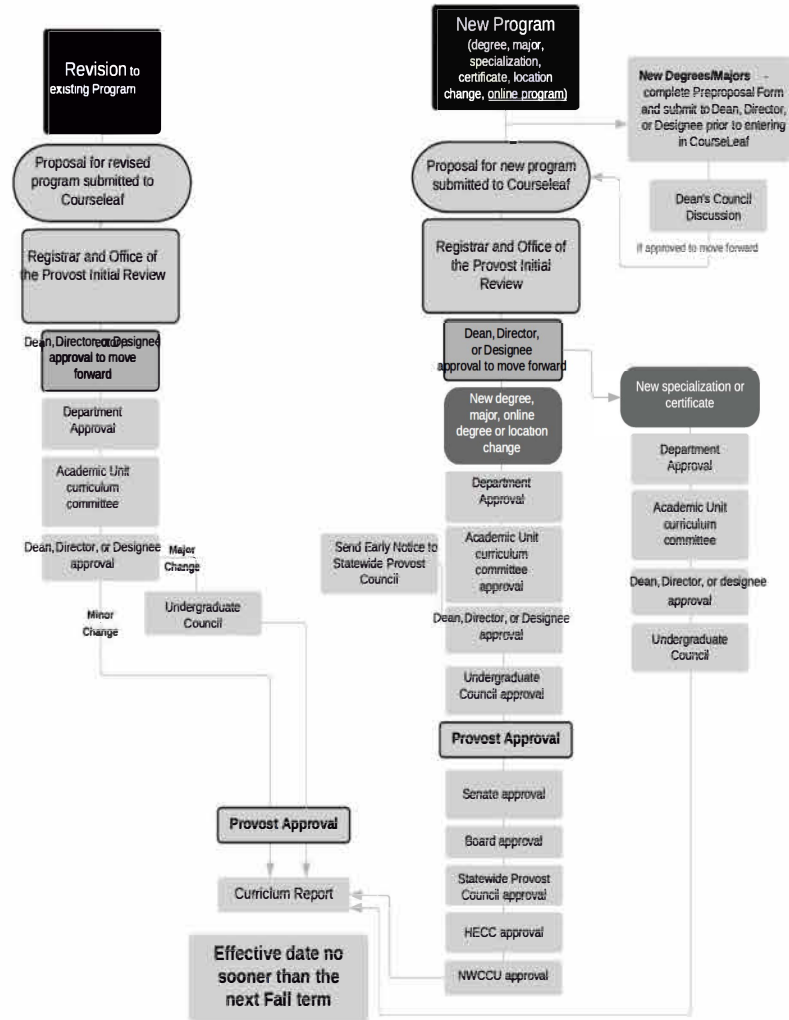 Revision to
existing Program
Proposal for revised
program submitted to
Courseleaf
Registrar and Office of
the Provost Initial Review
Dean, Director, or Designee
approval to move
forward
Department
Approval
Academic Unit
curriculum
committee
Dean, Director, or Designee
approval
Major
Change
Minor
Change
Undergraduate
Council
Provost Approval
Curriclum Report
Effective date no
sooner than the
next Fall term
New Program
(degree, major,
specialization,
certificate, location
change, online program)
New Degrees/Majors -
complete Preproposal Form
and submit to Dean, Director,
or Designee prior to entering
in CourseLeaf
Dean's Council
Discussion
If approved to move forward
Proposal for new program
submitted to Courseleaf
Registrar and Office of
the Provost Initial
Review
Dean, Director,
or Designee
approval to move forward
New degree,
major, online
degree or location
change
Department
Approval
Academic Unit
curriculum
committee
approval
Send Early Notice to
Statewide Provost
Council
Dean, Director, or Designee
approval
Undergraduate
Council approval
Provost Approval
Senate approval
Board approval
Statewide Provost
Council approval
HECC approval
NWCCU approval
New specialization or
certificate
Department
Approval
Academic Unit
curriculum
committee
Dean, Director, or designee
approval
Undergraduate
Council